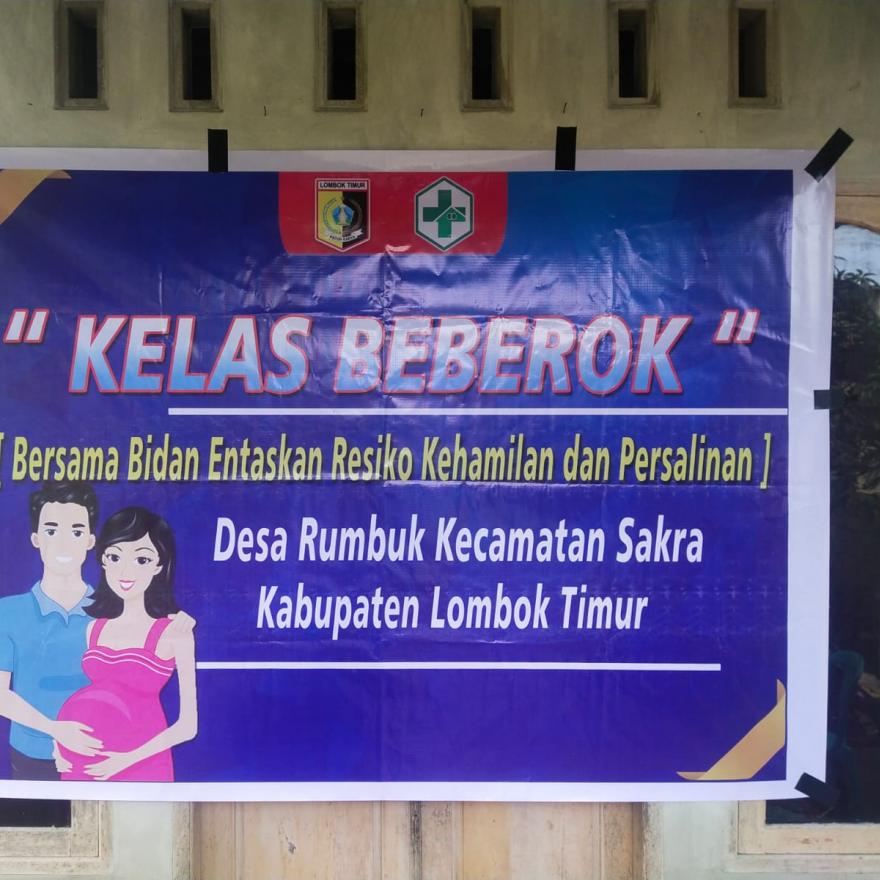 LOMBOK TIMUR
" KELAS BEBEROK "
[ Bersama Bidan Entaskan Resiko Kehamilan dan Persalinan ]
Desa Rumbuk Kecamatan Sakra
Kabupaten Lombok Timur